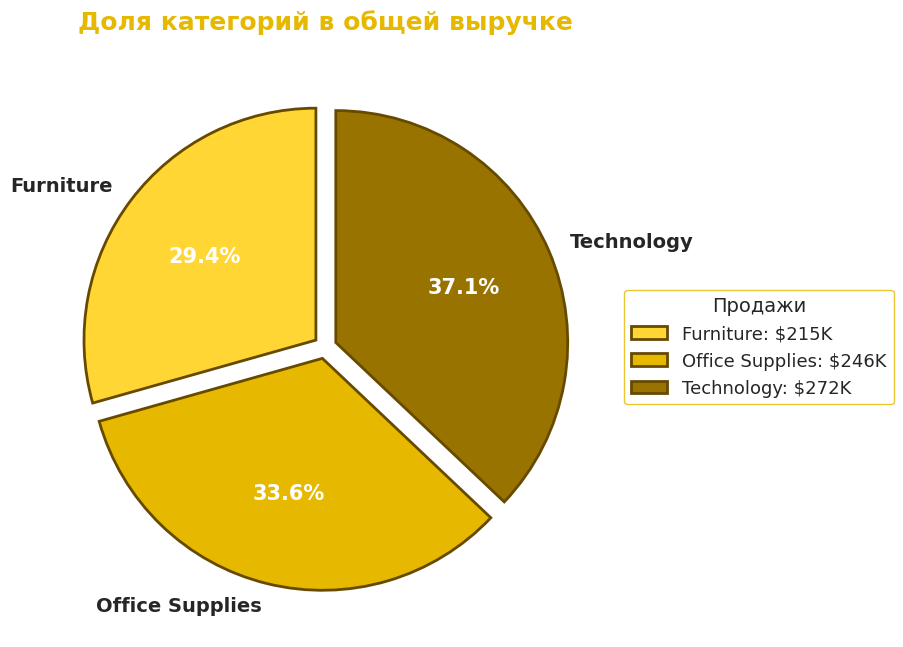 Доля категорий в общей выручке
Furniture
29.4%
Technology
37.1%
Продажи
Furniture: $215K
Office Supplies: $246K
Technology: $272K
33.6%
Office Supplies